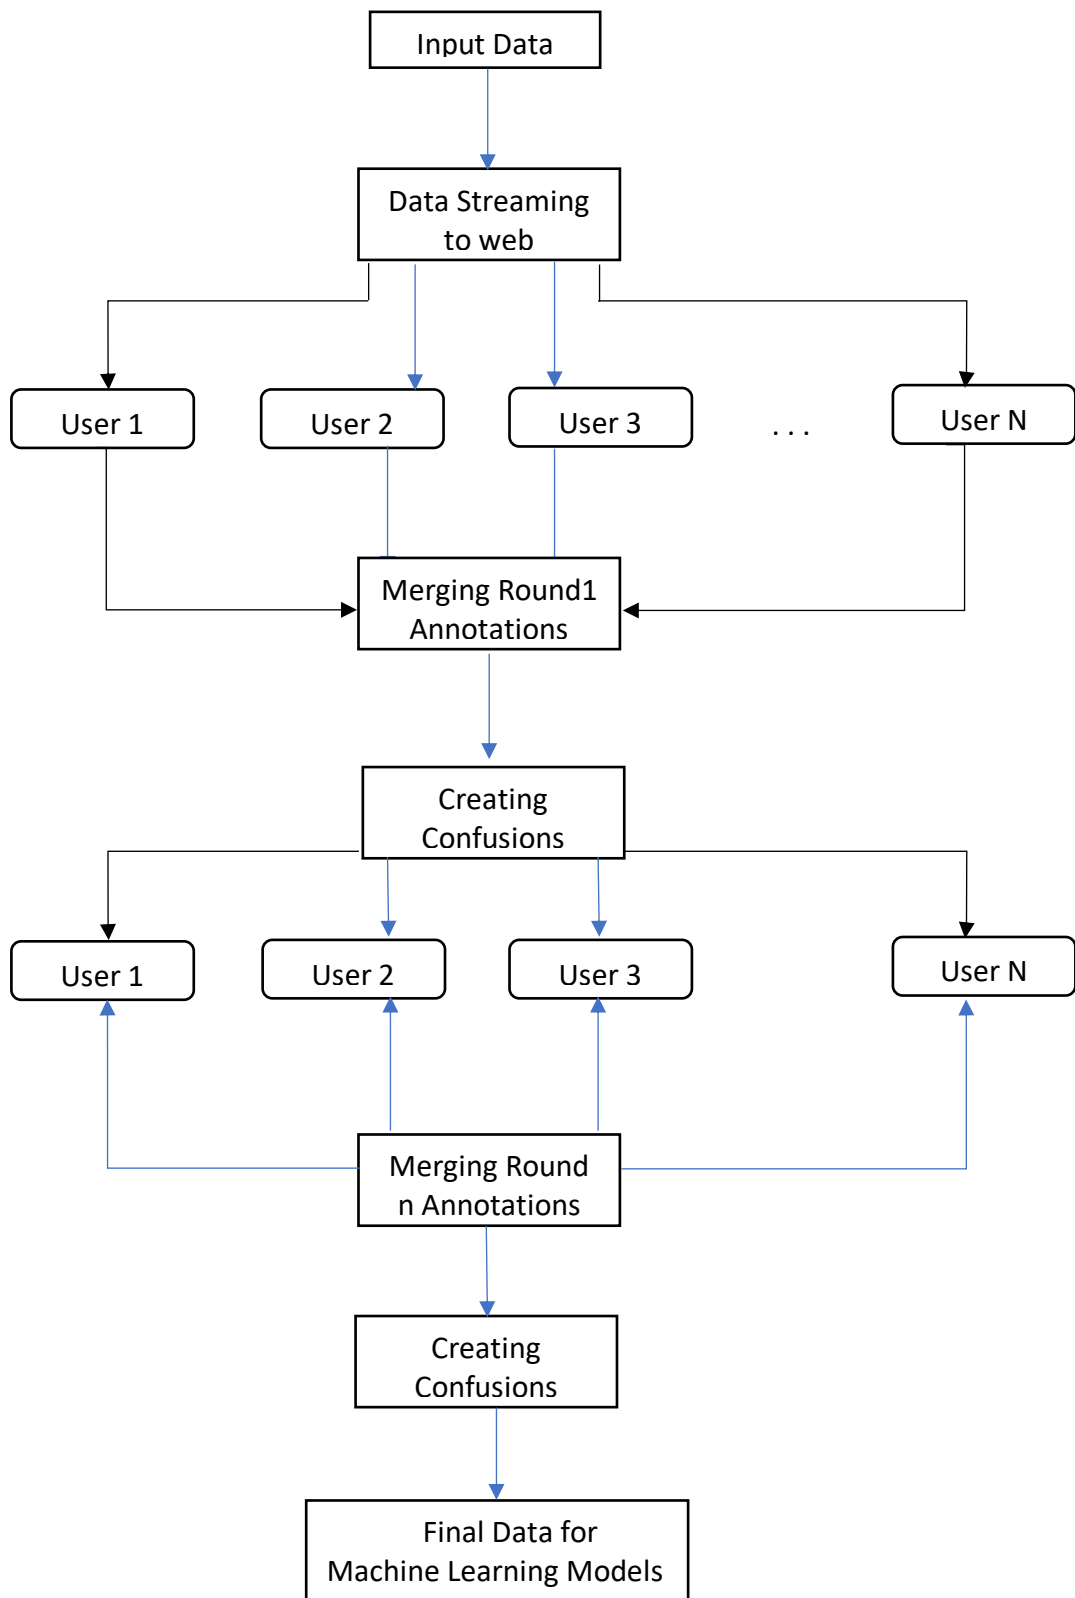 Input Data
Data Streaming
to web
User 1
User 2
User 3
. . .
User N
Merging Round1
Annotations
Creating
Confusions
User 1
User 2
User 3
User N
Merging Round
n Annotations
Creating
Confusions
Final Data for
Machine Learning Models